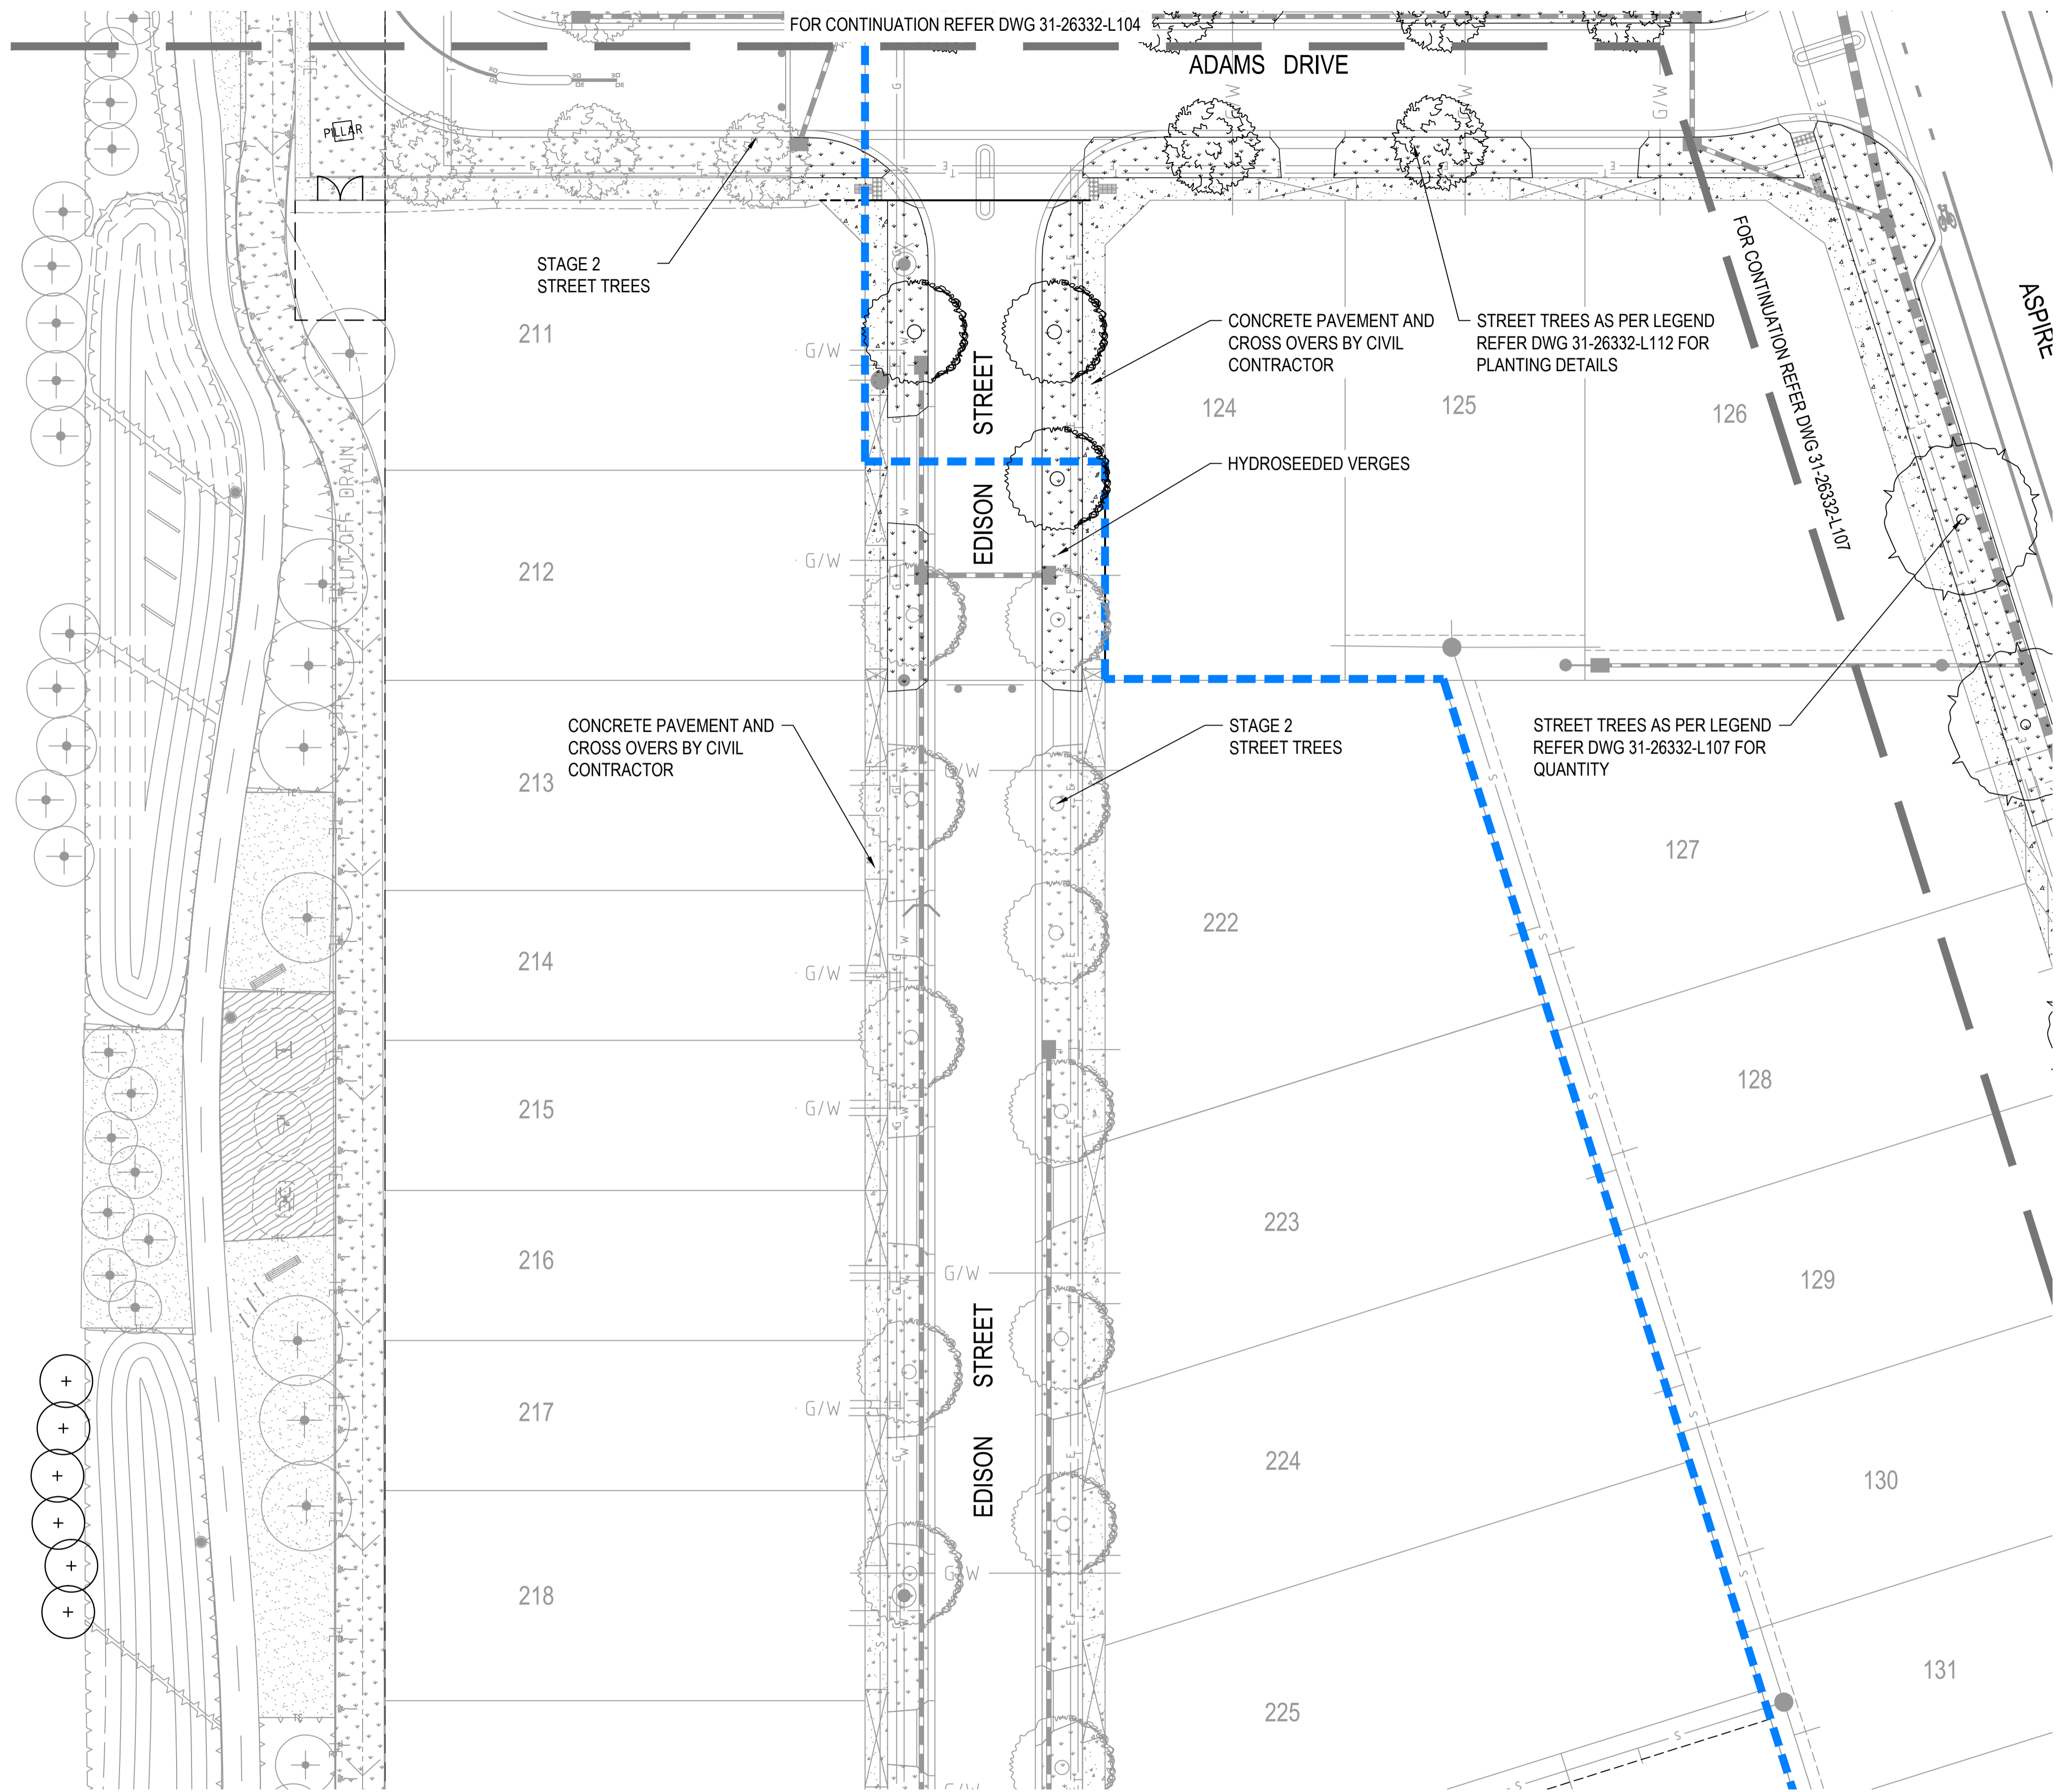 FOR CONTINUATION REFER DWG 31-26332-L104
ADAMS DRIVE
G/W
PILLAR
STAGE 2
STREET TREES
211
G/W
STREET
EDISON
CONCRETE PAVEMENT AND
CROSS OVERS BY CIVIL
CONTRACTOR
STREET TREES AS PER LEGEND
REFER DWG 31-26332-L112 FOR
PLANTING DETAILS
FOR CONTINUATION REFER DWG 31-26332-L107
ASPIRE
124
125
126
HYDROSEEDED VERGES
CUTOFF DRAIN
212
G/W
CONCRETE PAVEMENT AND
CROSS OVERS BY CIVIL
CONTRACTOR
STAGE 2
STREET TREES
STREET TREES AS PER LEGEND
REFER DWG 31-26332-L107 FOR
QUANTITY
213
G/W
127
222
214
G/W
128
215
G/W
223
216
G/W
129
STREET
EDISON
217
G/W
224
130
218
G/W
131
225
G/W